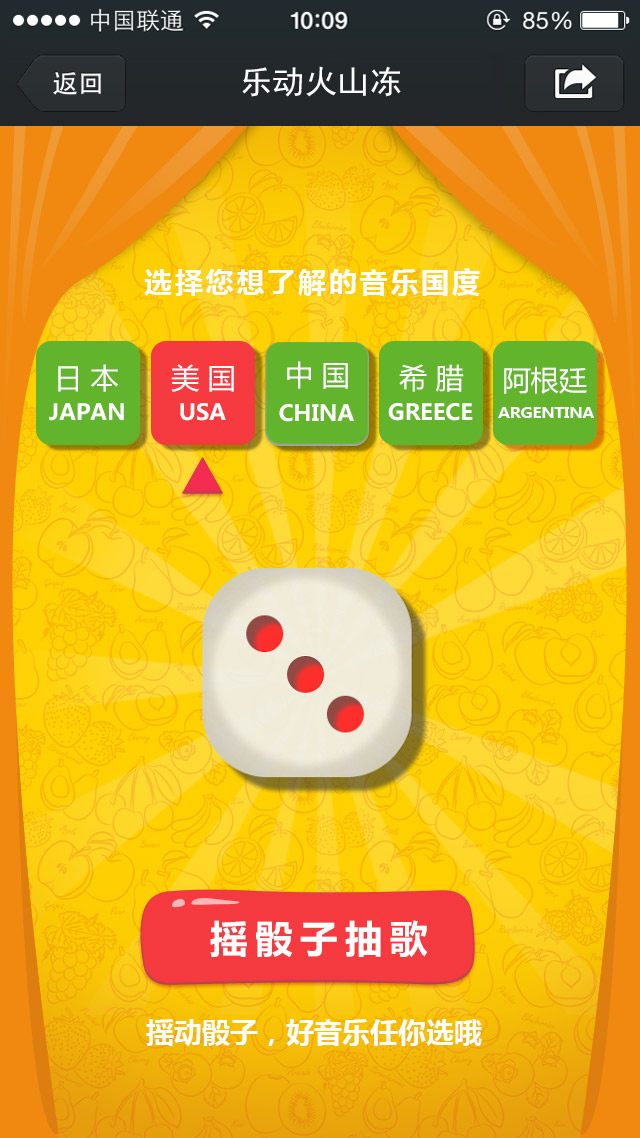 中国联通 10:09 85%
返回 乐动火山冻
选择您想了解的音乐国度
日本 美国 中国 希腊 阿根廷
JAPAN USA CHINA GREECE ARGENTINA
摇骰子抽歌
摇动骰子，好音乐任你选哦